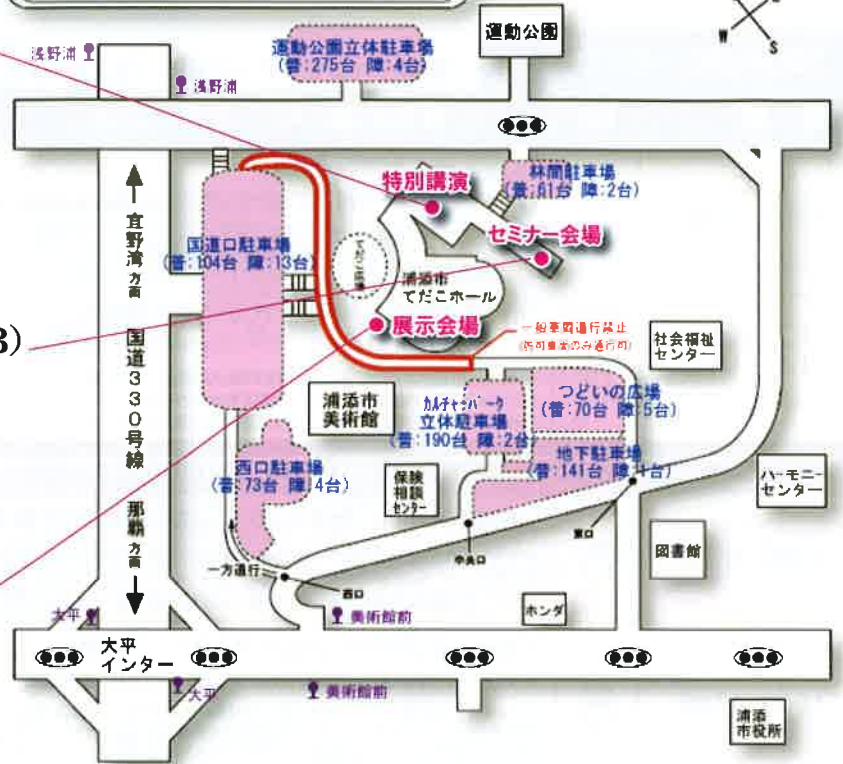 運動公園
W
S
運動公園立体駐車場
(普:275台 障:4台)
浅野浦
浅野浦
林間駐車場
(普:61台 障:2台)
特別講演
セミナー会場
国道口駐車場
(普:104台 障:13台)
浦添市
てだこホール
展示会場
一般車両通行禁止
(許可車両のみ通行可)
宜野湾方面
国道330号線
那覇方面
3)
社会福祉
センター
浦添市
美術館
カルチャーパーク
立体駐車場
(普:190台 障:2台)
つどいの広場
(普:70台 障:5台)
地下駐車場
(普:141台 障:1台)
西口駐車場
(普:73台 障:4台)
保険
相談
センター
ハーモニー
センター
図書館
東口
中央口
一方通行
西口
ホンダ
大平
美術館前
大平
インター
大平
美術館前
浦添
市役所